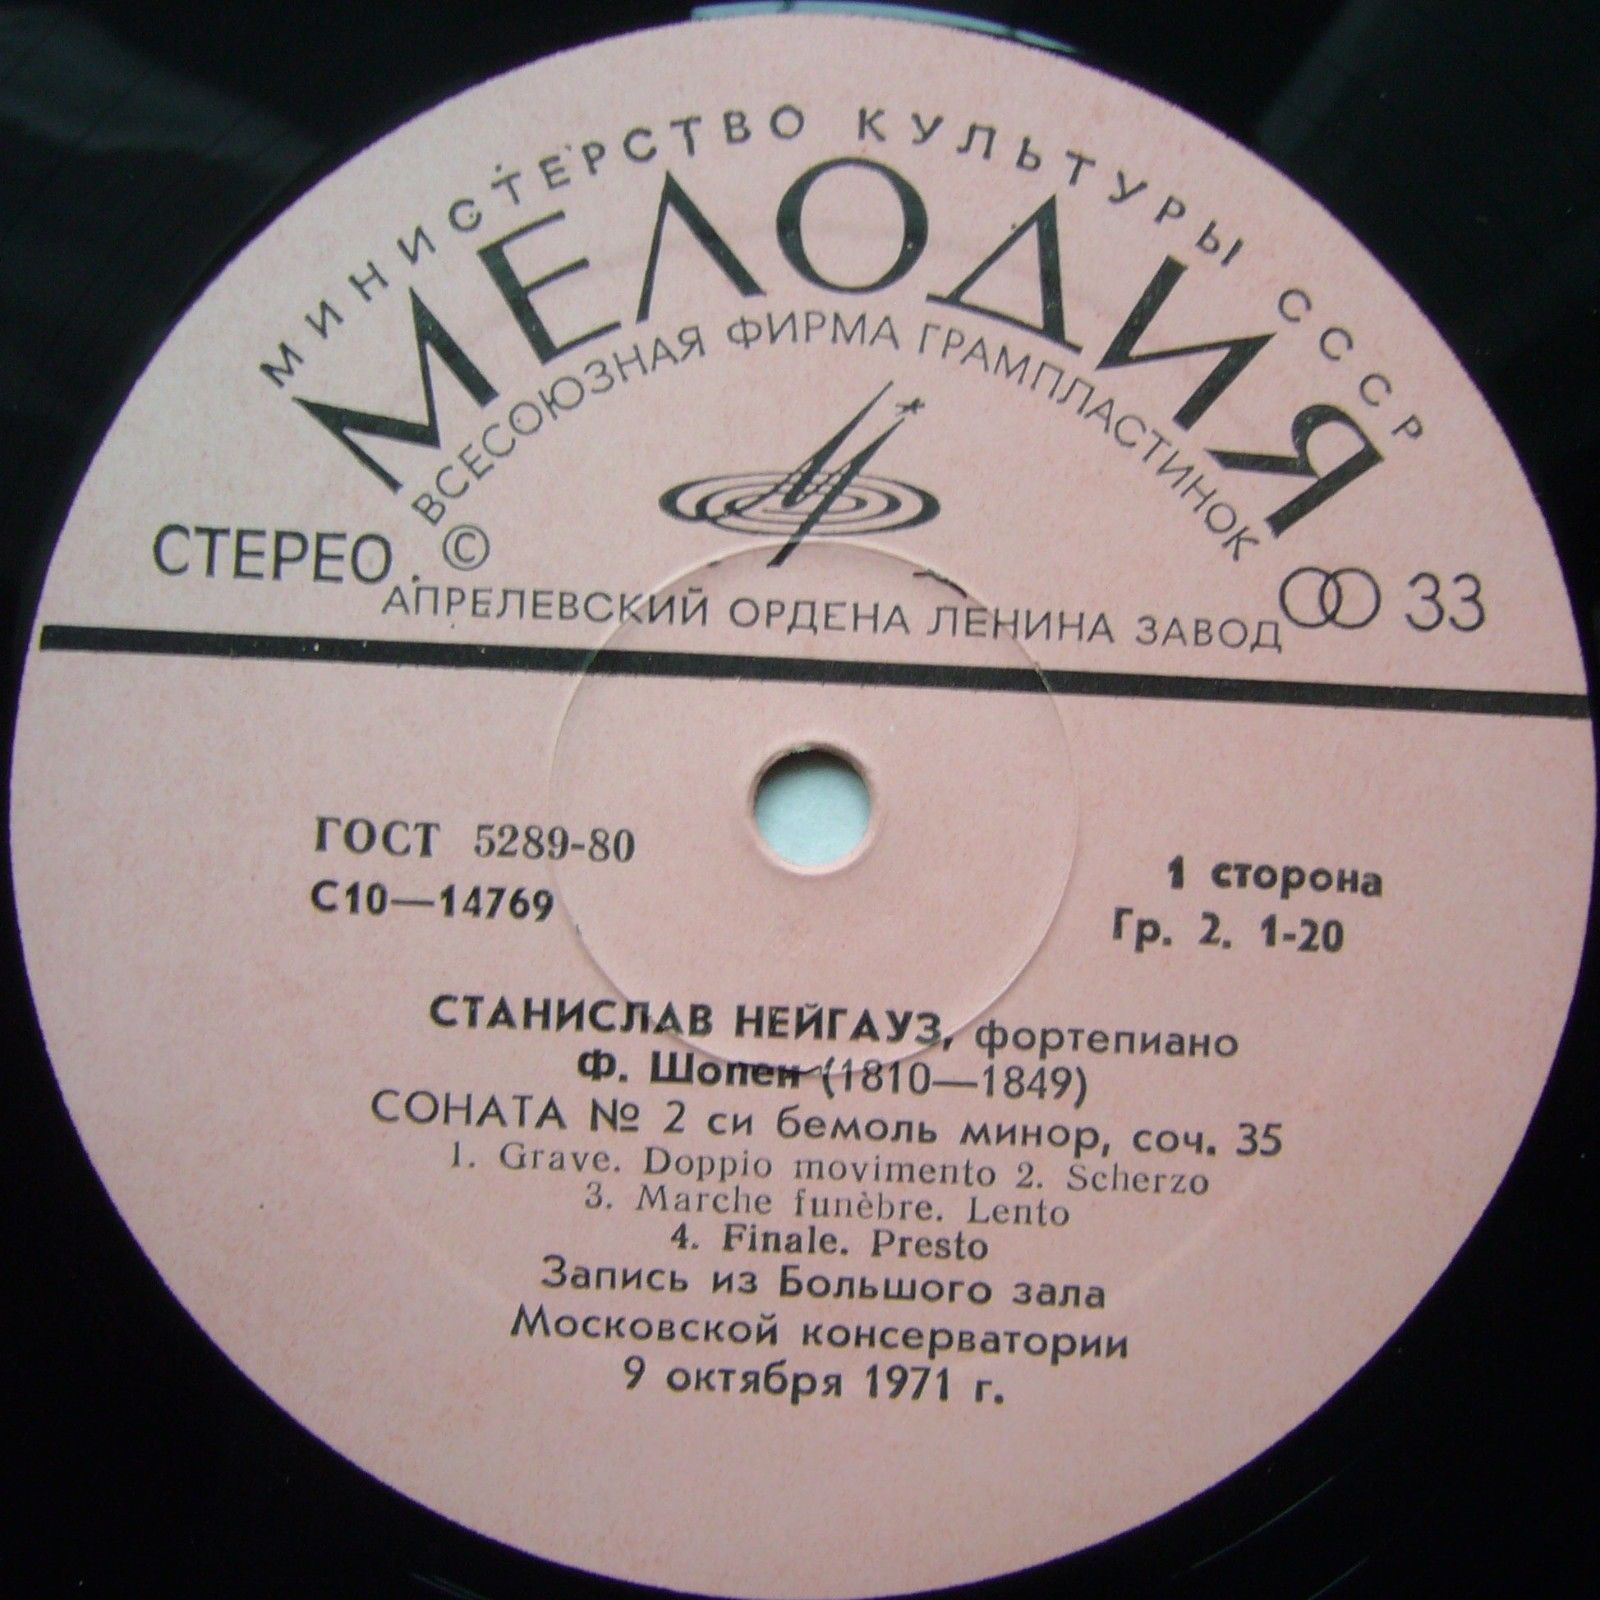 МИНИСТЕРСТВО КУЛЬТУРЫ СССР
МЕЛОДИЯ
ВСЕСОЮЗНАЯ ФИРМА ГРАМПЛАСТИНОК
СТЕРЕО ©
33
АПРЕЛЕВСКИЙ ОРДЕНА ЛЕНИНА ЗАВОД
ГОСТ 5289-80
С10—14769
1 сторона
Гр. 2. 1-20
СТАНИСЛАВ НЕЙГАУЗ, фортепиано
Ф. Шопен (1810—1849)
СОНАТА № 2 си бемоль минор, соч. 35
1. Grave. Doppio movimento 2. Scherzo
3. Marche funèbre. Lento
4. Finale. Presto
Запись из Большого зала
Московской консерватории
9 октября 1971 г.